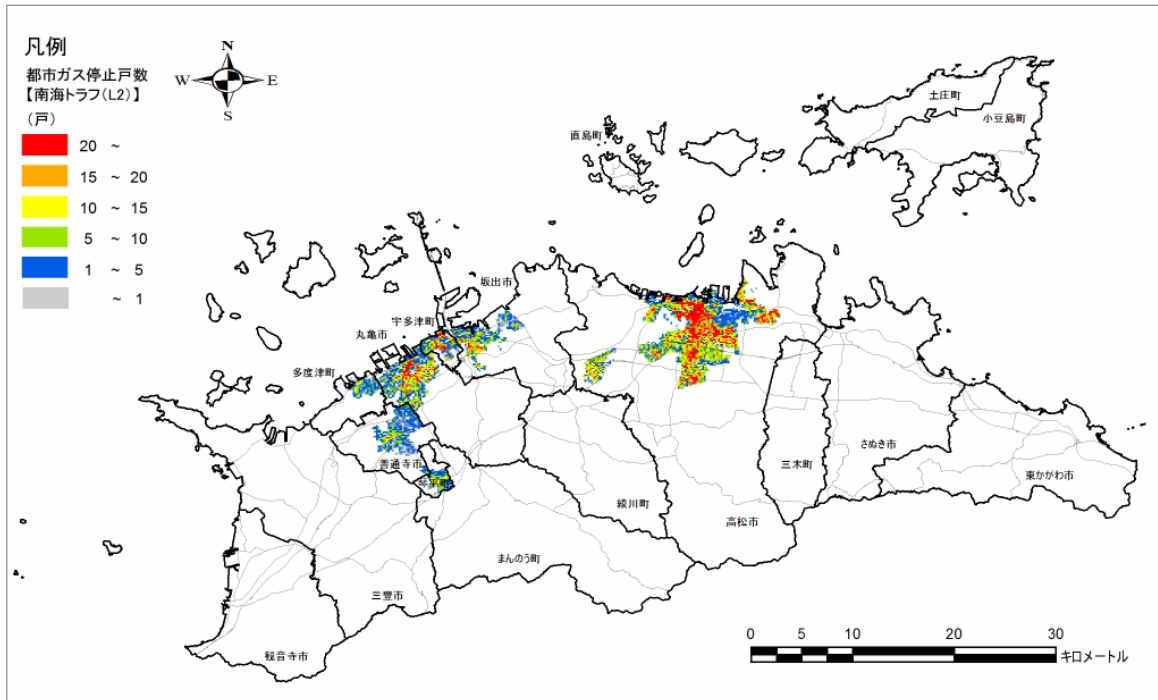 凡例
都市ガス停止戸数
【南海トラフ(L2)】
(戸)
20 ~
15 ~ 20
10 ~ 15
5 ~ 10
1 ~ 5
~ 1
N
W E
S
土庄町
小豆島町
直島町
坂出市
宇多津町
丸亀市
多度津町
善通寺市
琴平町
さぬき市
三木町
東かがわ市
綾川町
高松市
まんのう町
三豊市
観音寺市
0 5 10 20 30
キロメートル